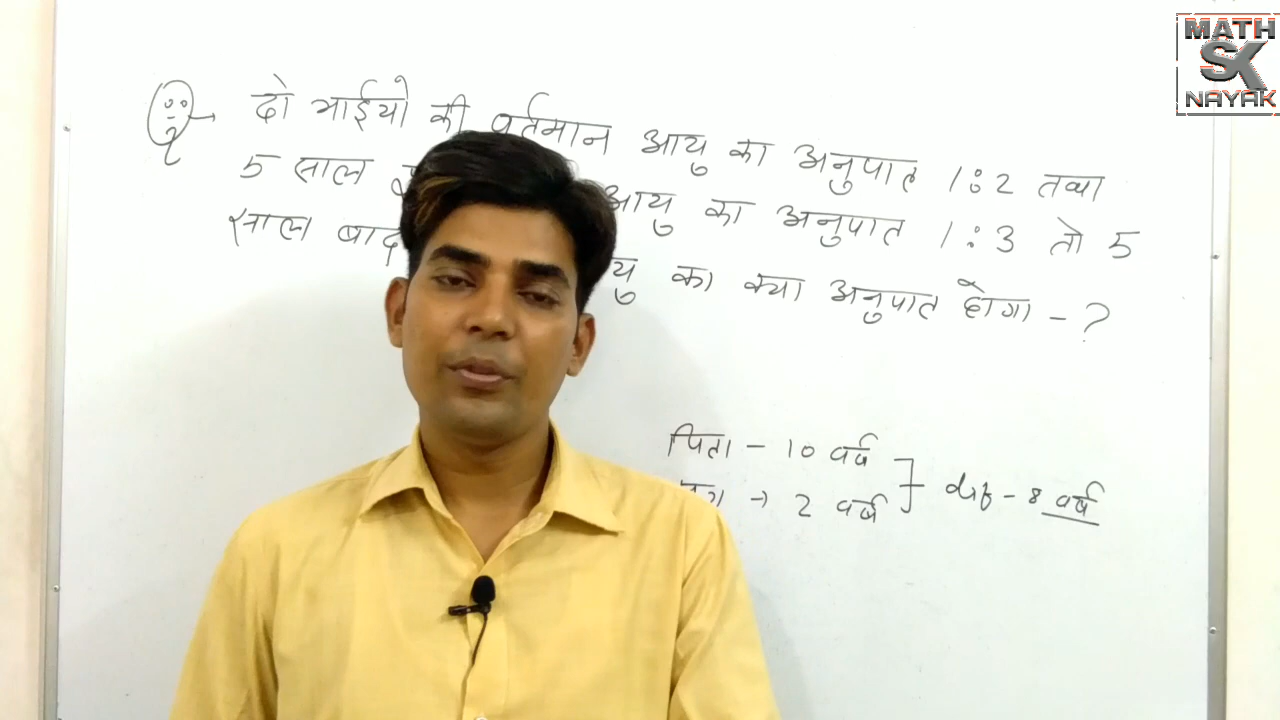 MATH
SK
NAYAK
दो भाईयो की वर्तमान आयु का अनुपात 1:2 तथा
5 साल आयु का अनुपात 1:3 तो 5
साल बाद का क्या अनुपात होगा - ?
पिता - 10 वर्ष
→ 2 वर्ष
dif - 8 वर्ष